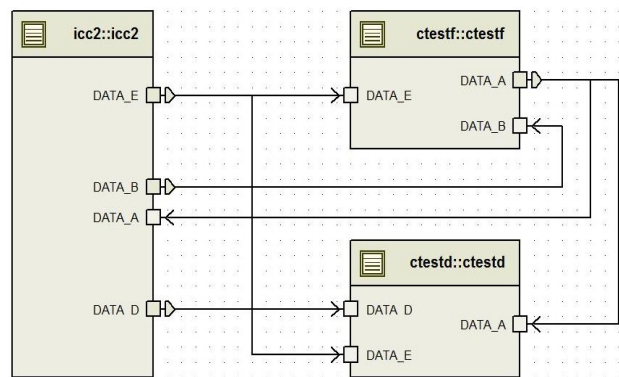 icc2::icc2
DATA_E
DATA_B
DATA_A
DATA D
ctestf::ctestf
DATA_E
DATA_A
DATA_B
ctestd::ctestd
DATA D
DATA_A
DATA_E